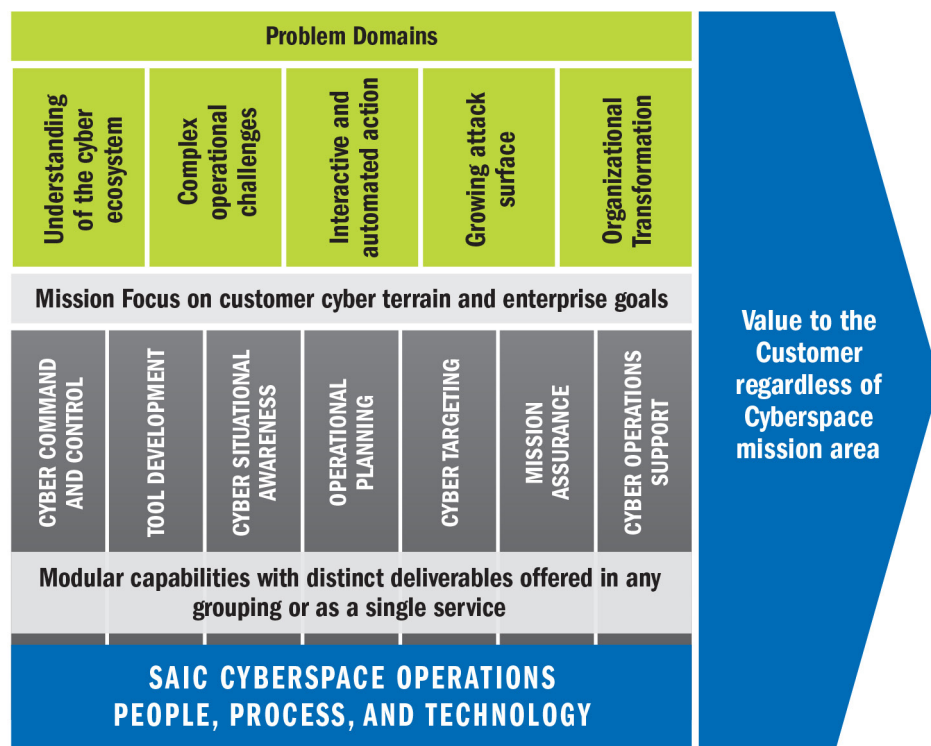 Problem Domains
Understanding
of the cyber
ecosystem
Complex
operational
challenges
Interactive and
automated action
Growing attack
surface
Organizational
Transformation
Mission Focus on customer cyber terrain and enterprise goals
CYBER COMMAND
AND CONTROL
TOOL DEVELOPMENT
CYBER SITUATIONAL
AWARENESS
OPERATIONAL
PLANNING
CYBER TARGETING
MISSION
ASSURANCE
CYBER OPERATIONS
SUPPORT
Modular capabilities with distinct deliverables offered in any
grouping or as a single service
SAIC CYBERSPACE OPERATIONS
PEOPLE, PROCESS, AND TECHNOLOGY
Value to the
Customer
regardless of
Cyberspace
mission area